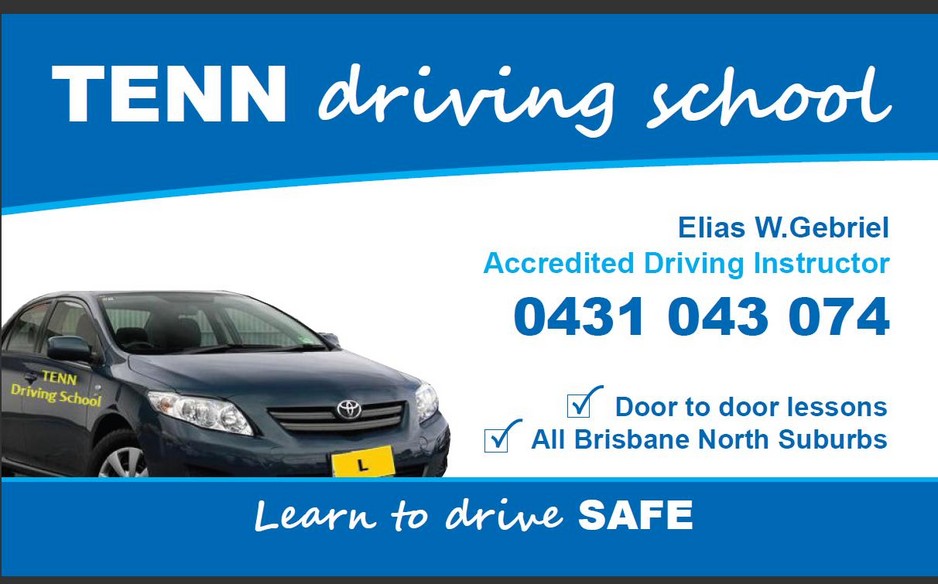 TENN driving school
Elias W.Gebriel
Accredited Driving Instructor
0431 043 074
Door to door lessons
All Brisbane North Suburbs
TENN
Driving School
L
Learn to drive SAFE